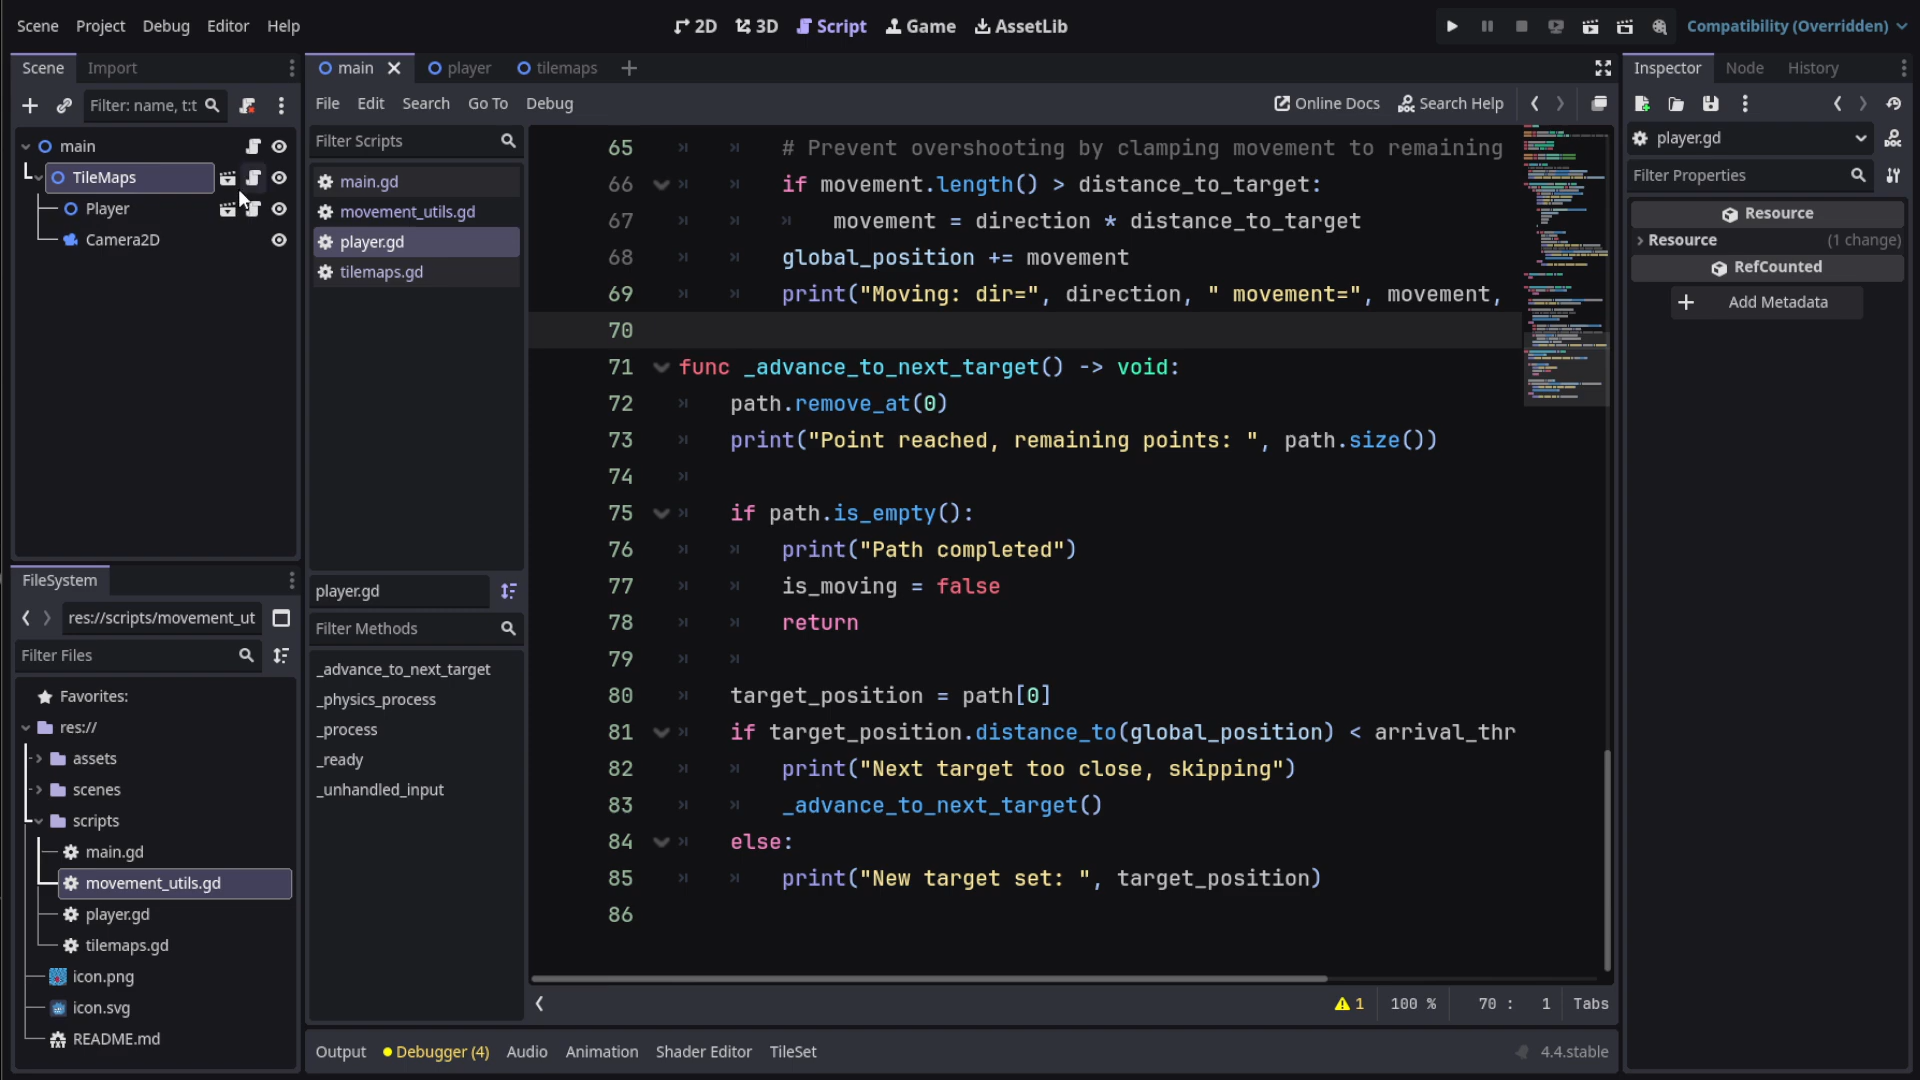 Scene Project Debug Editor Help
2D 3D Script Game AssetLib
Compatibility (Overridden)
Scene Import
Filter: name, t:t
main
TileMaps
Player
Camera2D
FileSystem
res://scripts/movement_ut
Filter Files
Favorites:
res://
assets
scenes
scripts
main.gd
movement_utils.gd
player.gd
tilemaps.gd
icon.png
icon.svg
README.md
main player tilemaps
File Edit Search Go To Debug
Online Docs Search Help
Filter Scripts
main.gd
movement_utils.gd
player.gd
tilemaps.gd
player.gd
Filter Methods
_advance_to_next_target
_physics_process
_process
_ready
_unhandled_input
65 # Prevent overshooting by clamping movement to remaining
66 if movement.length() > distance_to_target:
67 movement = direction * distance_to_target
68 global_position += movement
69 print("Moving: dir=", direction, " movement=", movement,
70
71 func _advance_to_next_target() -> void:
72 path.remove_at(0)
73 print("Point reached, remaining points: ", path.size())
74
75 if path.is_empty():
76 print("Path completed")
77 is_moving = false
78 return
79
80 target_position = path[0]
81 if target_position.distance_to(global_position) < arrival_thr
82 print("Next target too close, skipping")
83 _advance_to_next_target()
84 else:
85 print("New target set: ", target_position)
86
1 100 % 70 : 1 Tabs
Output Debugger (4) Audio Animation Shader Editor TileSet
4.4.stable
Inspector Node History
player.gd
Filter Properties
Resource
Resource (1 change)
RefCounted
Add Metadata